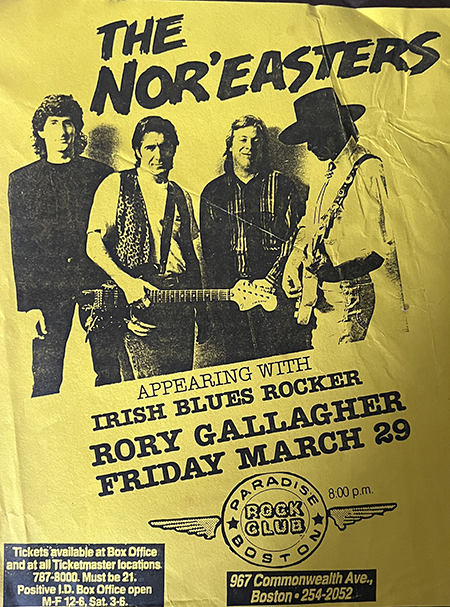 THE
NOR'EASTERS
APPEARING WITH
IRISH BLUES ROCKER
RORY GALLAGHER
FRIDAY MARCH 29
PARADISE
ROCK
CLUB
BOSTON
8:00 p.m.
Tickets available at Box Office
and at all Ticketmaster locations.
787-8000. Must be 21.
Positive I.D. Box Office open
M-F 12-6, Sat. 3-6.
967 Commonwealth Ave.,
Boston • 254-2052